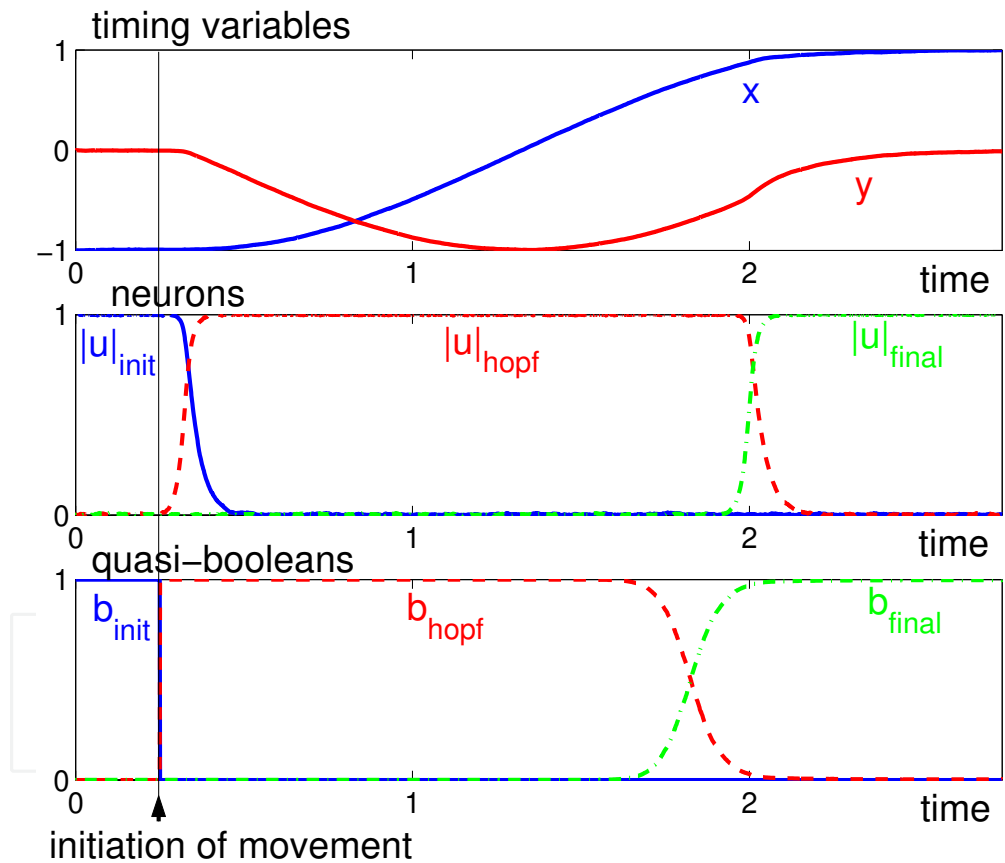 timing variables
1
0
−1
x
y
0
1
2
time
neurons
1
0
|u|init
|u|hopf
|u|final
0
1
2
time
quasi−booleans
1
0
binit
bhopf
bfinal
0
1
2
time
initiation of movement